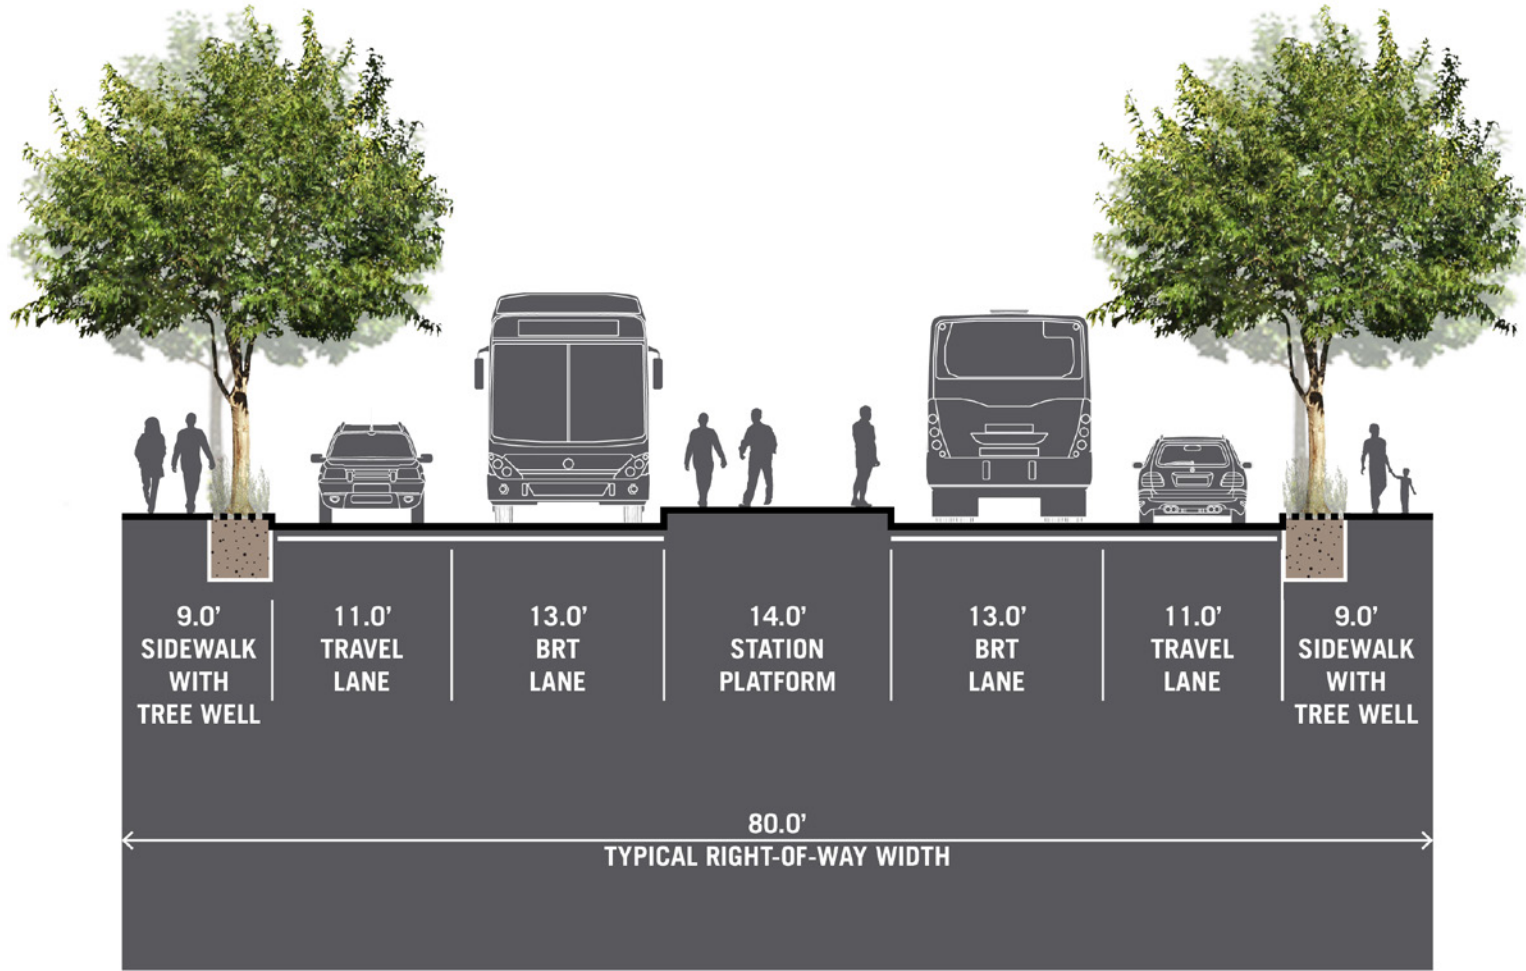 9.0’
SIDEWALK
WITH
TREE WELL
11.0’
TRAVEL
LANE
13.0’
BRT
LANE
14.0’
STATION
PLATFORM
13.0’
BRT
LANE
11.0’
TRAVEL
LANE
9.0’
SIDEWALK
WITH
TREE WELL
80.0’
TYPICAL RIGHT-OF-WAY WIDTH